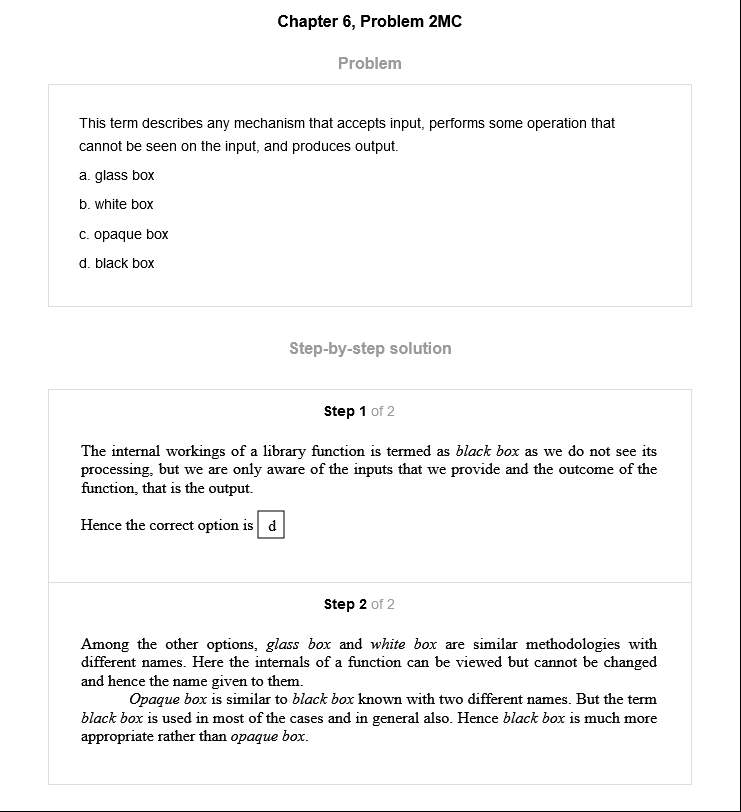 Chapter 6, Problem 2MC
Problem
This term describes any mechanism that accepts input, performs some operation that
cannot be seen on the input, and produces output.
a. glass box
b. white box
c. opaque box
d. black box
Step-by-step solution
Step 1 of 2
The internal workings of a library function is termed as black box as we do not see its
processing, but we are only aware of the inputs that we provide and the outcome of the
function, that is the output.
Hence the correct option is d
Step 2 of 2
Among the other options, glass box and white box are similar methodologies with
different names. Here the internals of a function can be viewed but cannot be changed
and hence the name given to them.
Opaque box is similar to black box known with two different names. But the term
black box is used in most of the cases and in general also. Hence black box is much more
appropriate rather than opaque box.